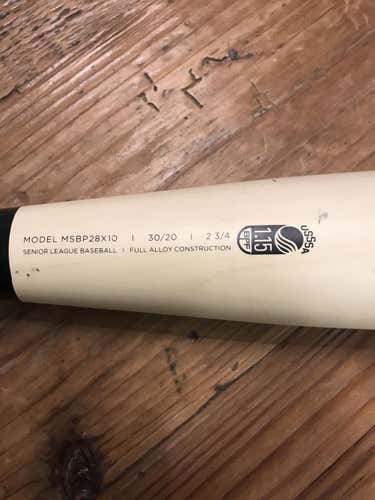 MODEL MSBP28X10 | 30/20 | 2 3/4
SENIOR LEAGUE BASEBALL | FULL ALLOY CONSTRUCTION
1.15
BPF
USSSA